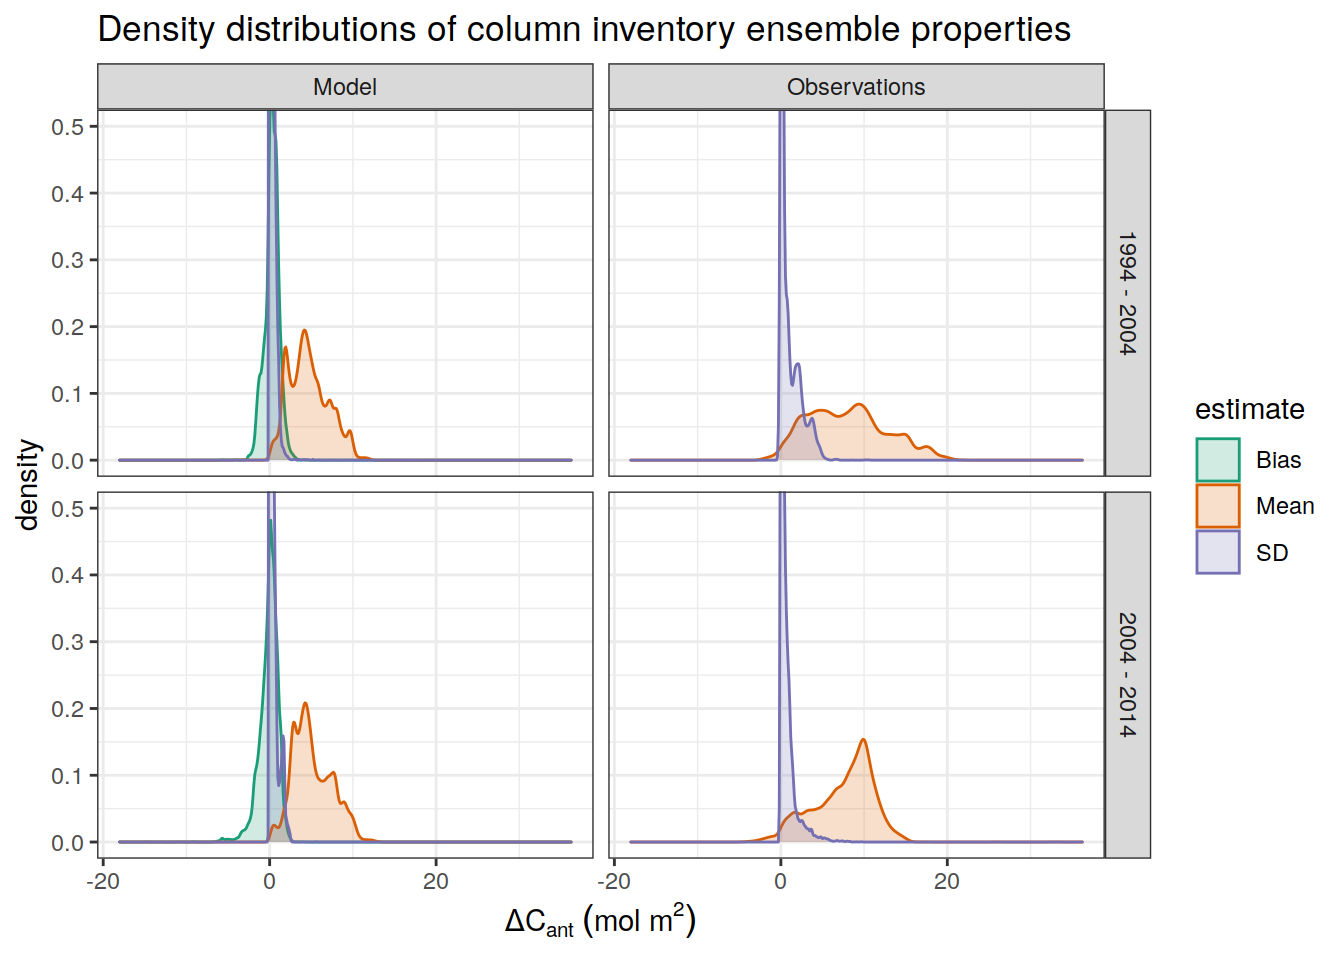 Density distributions of column inventory ensemble properties
Model
Observations
0.5
0.4
0.3
0.2
0.1
0.0
1994 - 2004
0.5
0.4
0.3
0.2
0.1
0.0
2004 - 2014
density
-20
0
20
-20
0
20
ΔCant (mol m²)
estimate
Bias
Mean
SD